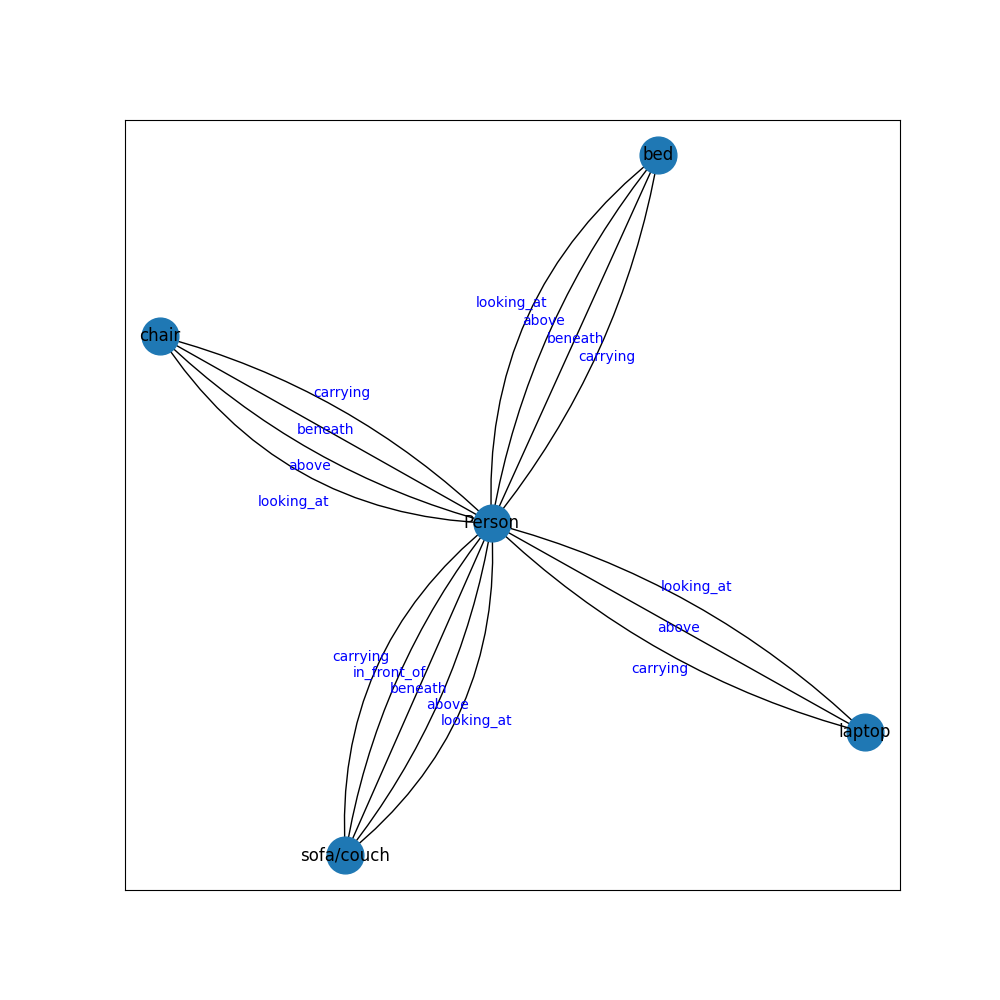 bed
looking_at
above
beneath
carrying
chair
carrying
beneath
above
looking_at
Person
looking_at
above
carrying
carrying
in_front_of
beneath
above
looking_at
laptop
sofa/couch